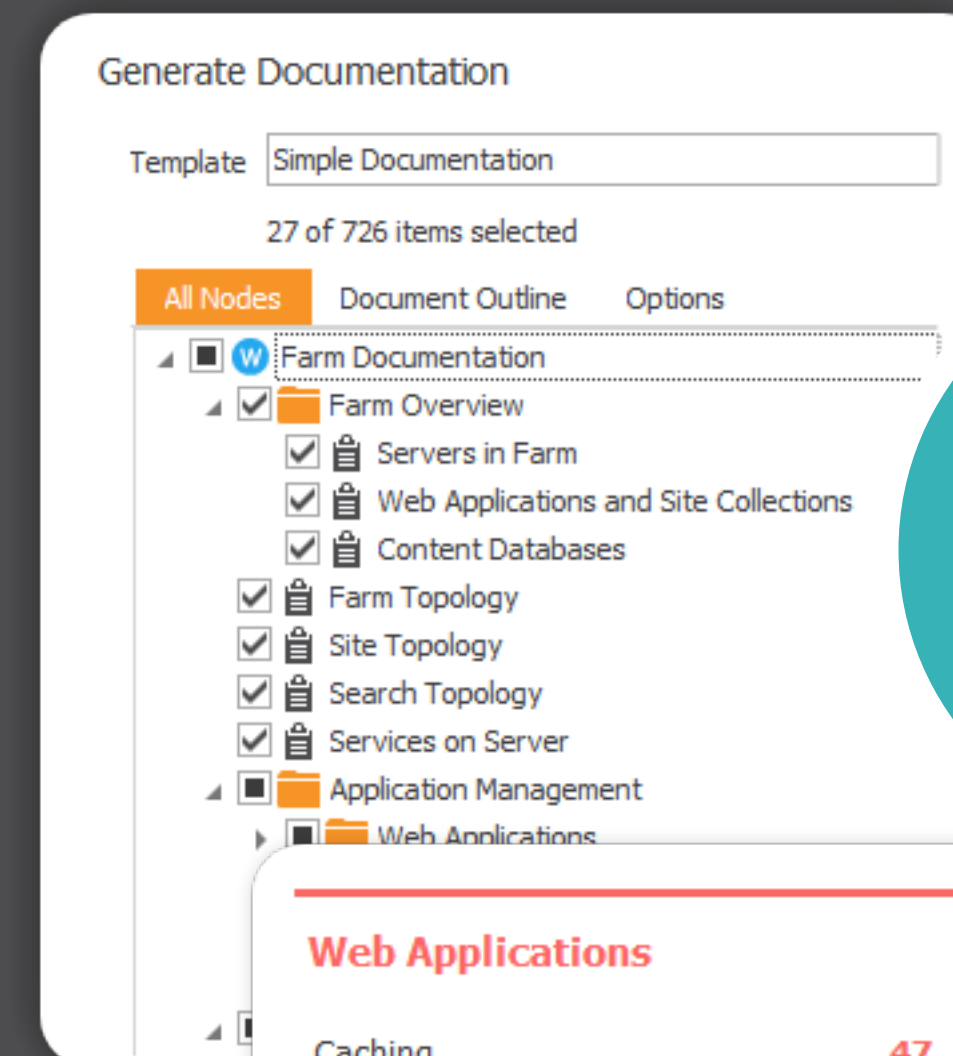 Generate Documentation
Template Simple Documentation
27 of 726 items selected
All Nodes Document Outline Options
W Farm Documentation
Farm Overview
Servers in Farm
Web Applications and Site Collections
Content Databases
Farm Topology
Site Topology
Search Topology
Services on Server
Application Management
Web Applications
Web Applications
Caching 47